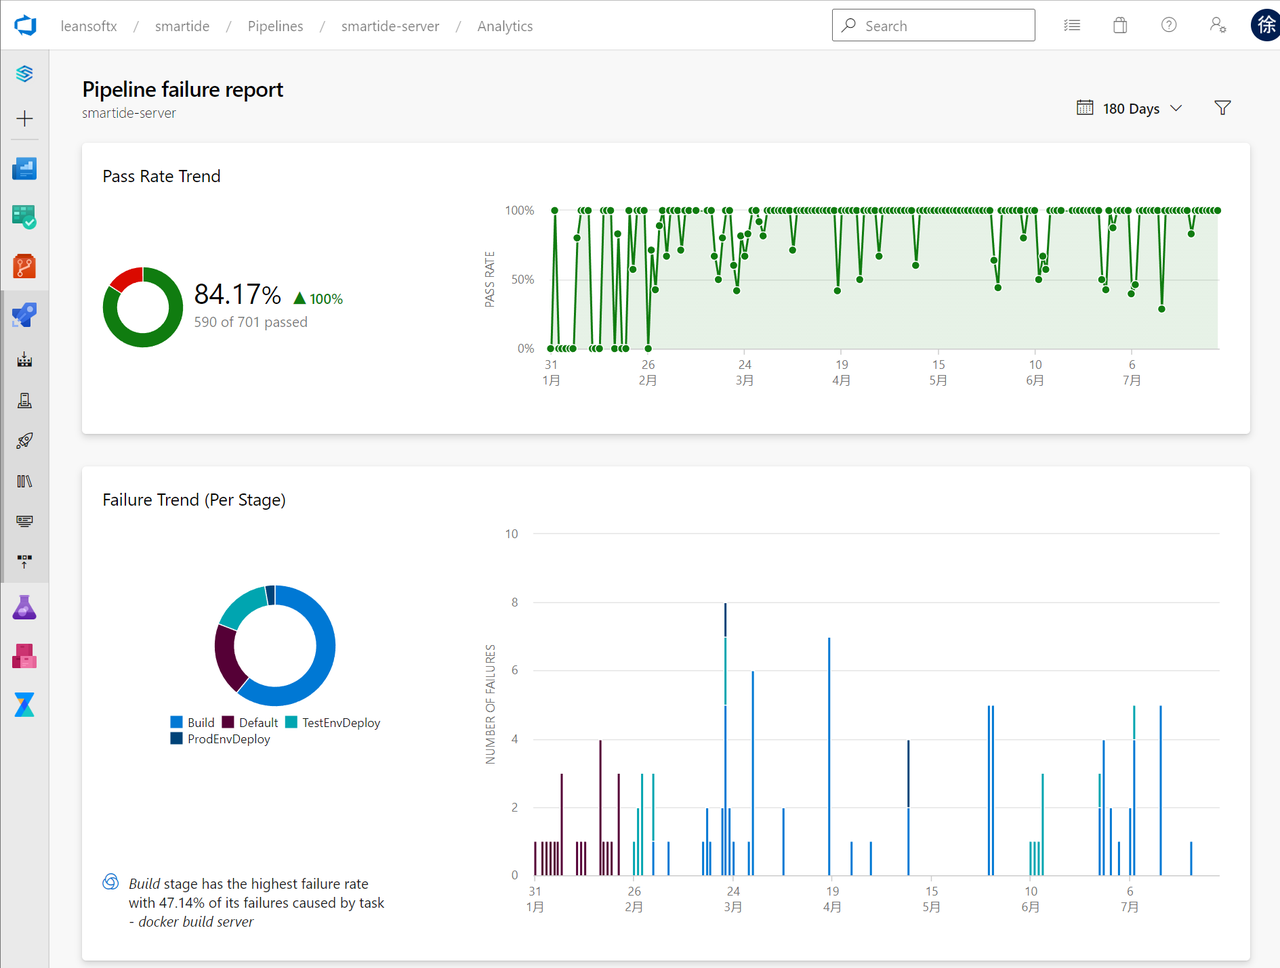 leansoftx / smartide / Pipelines / smartide-server / Analytics
Search
徐
Pipeline failure report
smartide-server
180 Days
Pass Rate Trend
84.17% ▲ 100%
590 of 701 passed
PASS RATE
100%
50%
0%
31 26 24 19 15 10 6
1月 2月 3月 4月 5月 6月 7月
Failure Trend (Per Stage)
Build Default TestEnvDeploy
ProdEnvDeploy
Build stage has the highest failure rate
with 47.14% of its failures caused by task
- docker build server
NUMBER OF FAILURES
10
8
6
4
2
0
31 26 24 19 15 10 6
1月 2月 3月 4月 5月 6月 7月